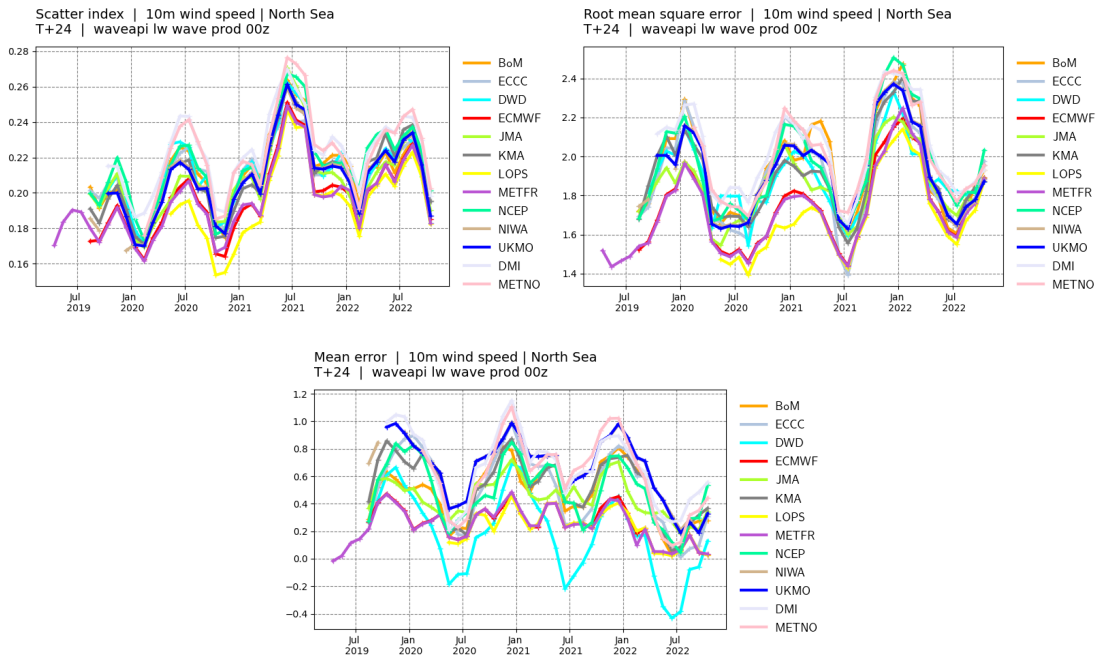 Scatter index | 10m wind speed | North Sea
T+24 | waveapi lw wave prod 00z
0.28
0.26
0.24
0.22
0.20
0.18
0.16
Jul 2019
Jan 2020
Jul 2020
Jan 2021
Jul 2021
Jan 2022
Jul 2022
BoM
ECCC
DWD
ECMWF
JMA
KMA
LOPS
METFR
NCEP
NIWA
UKMO
DMI
METNO
Root mean square error | 10m wind speed | North Sea
T+24 | waveapi lw wave prod 00z
2.4
2.2
2.0
1.8
1.6
1.4
Jul 2019
Jan 2020
Jul 2020
Jan 2021
Jul 2021
Jan 2022
Jul 2022
BoM
ECCC
DWD
ECMWF
JMA
KMA
LOPS
METFR
NCEP
NIWA
UKMO
DMI
METNO
Mean error | 10m wind speed | North Sea
T+24 | waveapi lw wave prod 00z
1.2
1.0
0.8
0.6
0.4
0.2
0.0
−0.2
−0.4
Jul 2019
Jan 2020
Jul 2020
Jan 2021
Jul 2021
Jan 2022
Jul 2022
BoM
ECCC
DWD
ECMWF
JMA
KMA
LOPS
METFR
NCEP
NIWA
UKMO
DMI
METNO